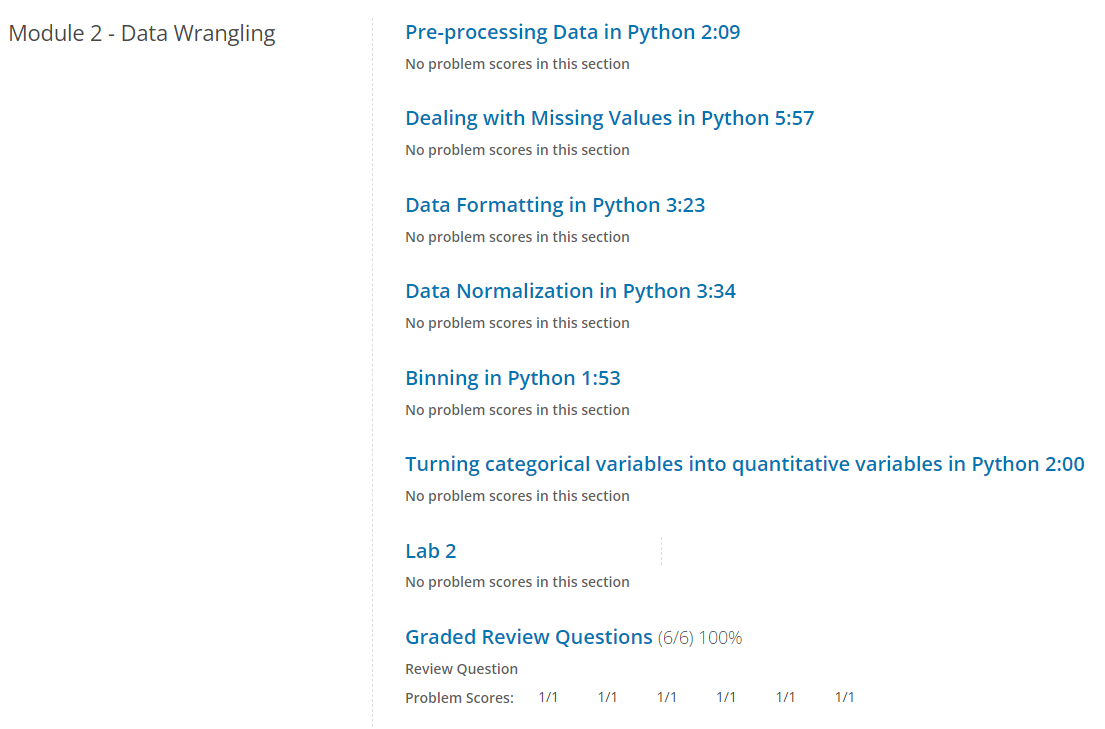 Module 2 - Data Wrangling
Pre-processing Data in Python 2:09
No problem scores in this section
Dealing with Missing Values in Python 5:57
No problem scores in this section
Data Formatting in Python 3:23
No problem scores in this section
Data Normalization in Python 3:34
No problem scores in this section
Binning in Python 1:53
No problem scores in this section
Turning categorical variables into quantitative variables in Python 2:00
No problem scores in this section
Lab 2
No problem scores in this section
Graded Review Questions (6/6) 100%
Review Question
Problem Scores: 1/1 1/1 1/1 1/1 1/1 1/1